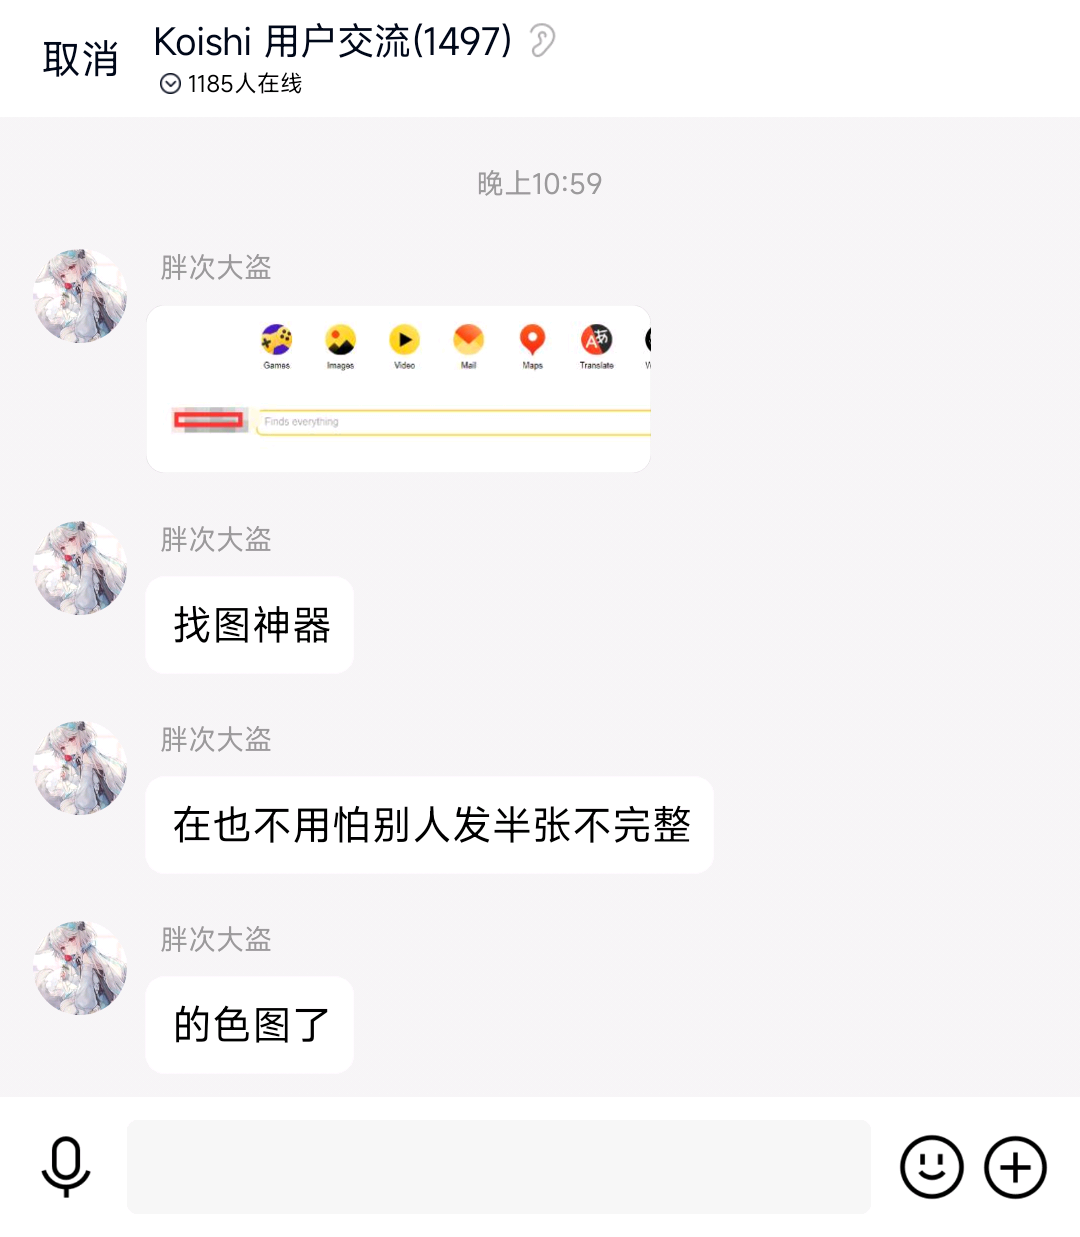 取消
Koishi 用户交流(1497)
1185人在线
晚上10:59
胖次大盗
Games Images Video Mail Maps Translate
Finds everything
胖次大盗
找图神器
胖次大盗
在也不用怕别人发半张不完整
胖次大盗
的色图了